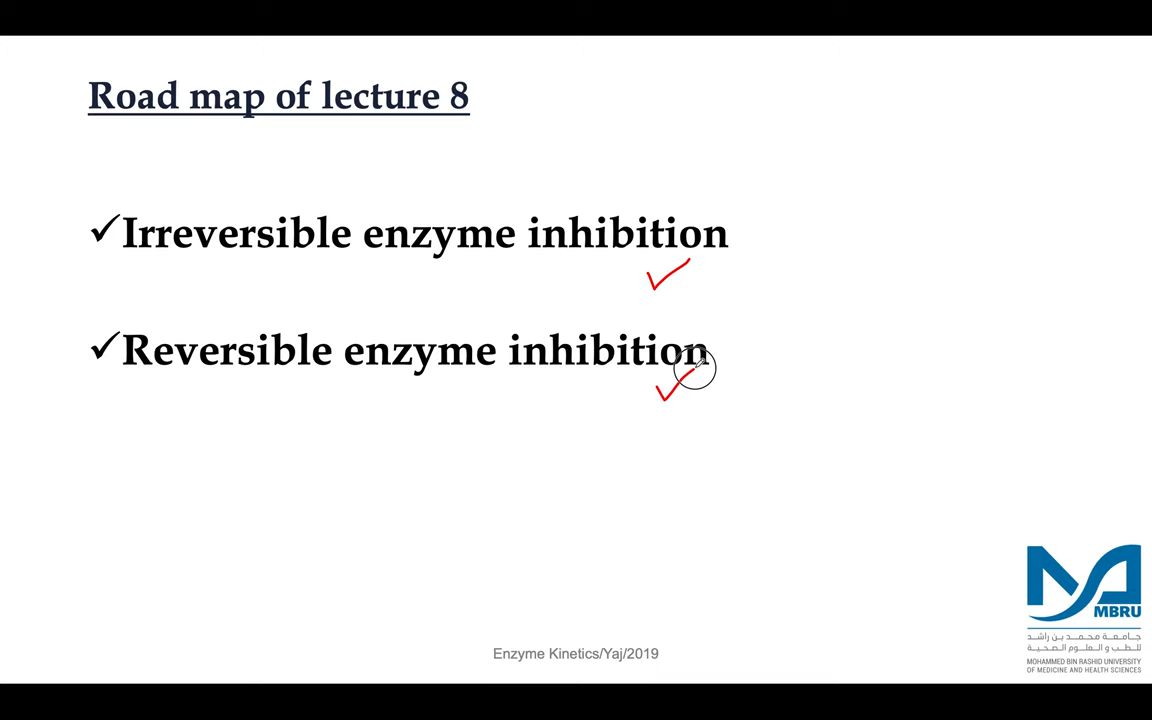 Road map of lecture 8
✓Irreversible enzyme inhibition
✓Reversible enzyme inhibition
Enzyme Kinetics/Yaj/2019
MBRU
جامعة محمد بن راشد
للطب و العلوم الصحية
MOHAMMED BIN RASHID UNIVERSITY
OF MEDICINE AND HEALTH SCIENCES